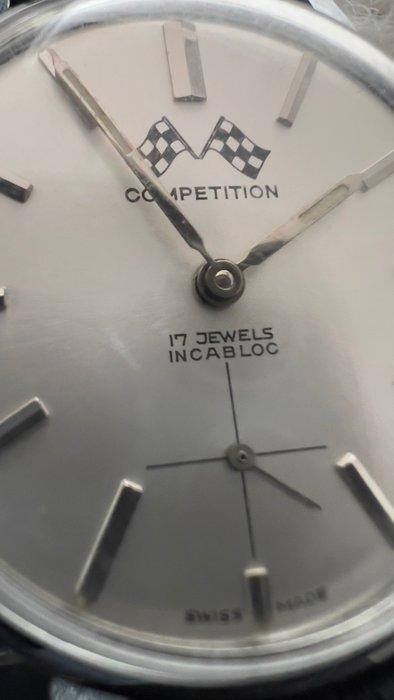 COMPETITION
17 JEWELS
INCABLOC
SWISS MADE